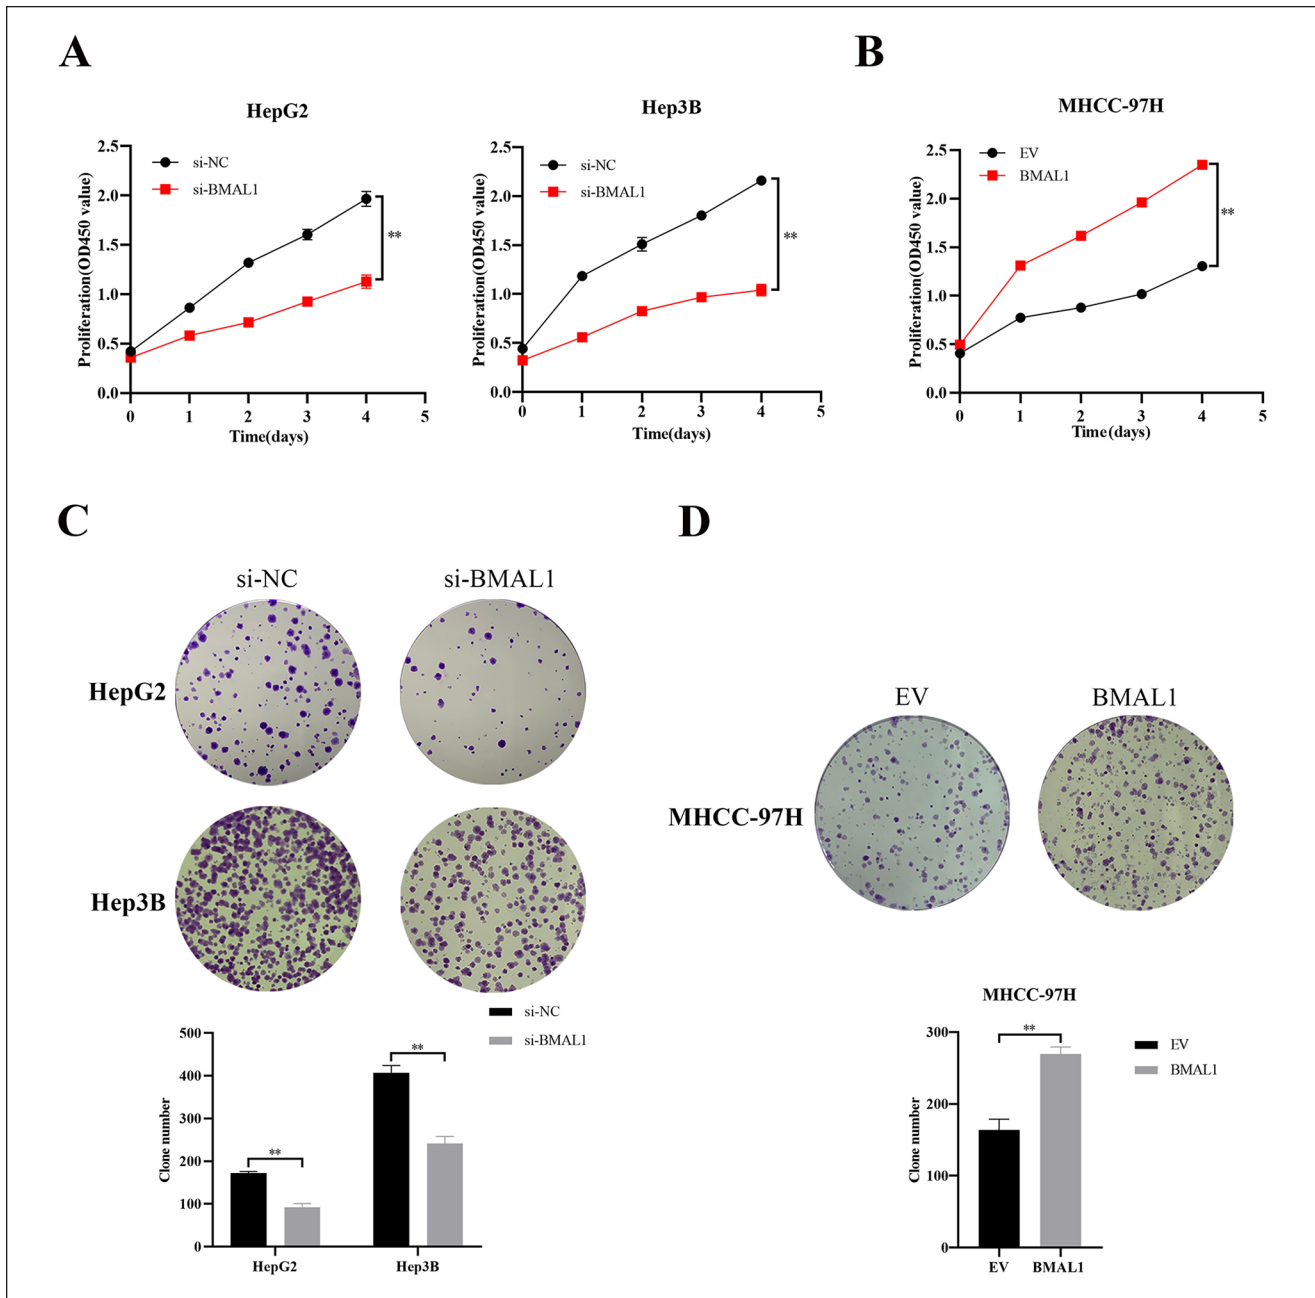 A
B
HepG2
Hep3B
MHCC-97H
2.5
2.0
1.5
1.0
0.5
0.0
Proliferation(OD450 value)
si-NC
si-BMAL1
**
0 1 2 3 4 5
Time(days)
2.5
2.0
1.5
1.0
0.5
0.0
Proliferation(OD450 value)
si-NC
si-BMAL1
**
0 1 2 3 4 5
Time(days)
2.5
2.0
1.5
1.0
0.5
0.0
Proliferation(OD450 value)
EV
BMAL1
**
0 1 2 3 4 5
Time(days)
C
si-NC si-BMAL1
HepG2
Hep3B
si-NC
si-BMAL1
500
400
300
200
100
0
Clone number
**
**
HepG2 Hep3B
D
EV BMAL1
MHCC-97H
MHCC-97H
300
200
100
0
Clone number
**
EV
BMAL1
EV BMAL1